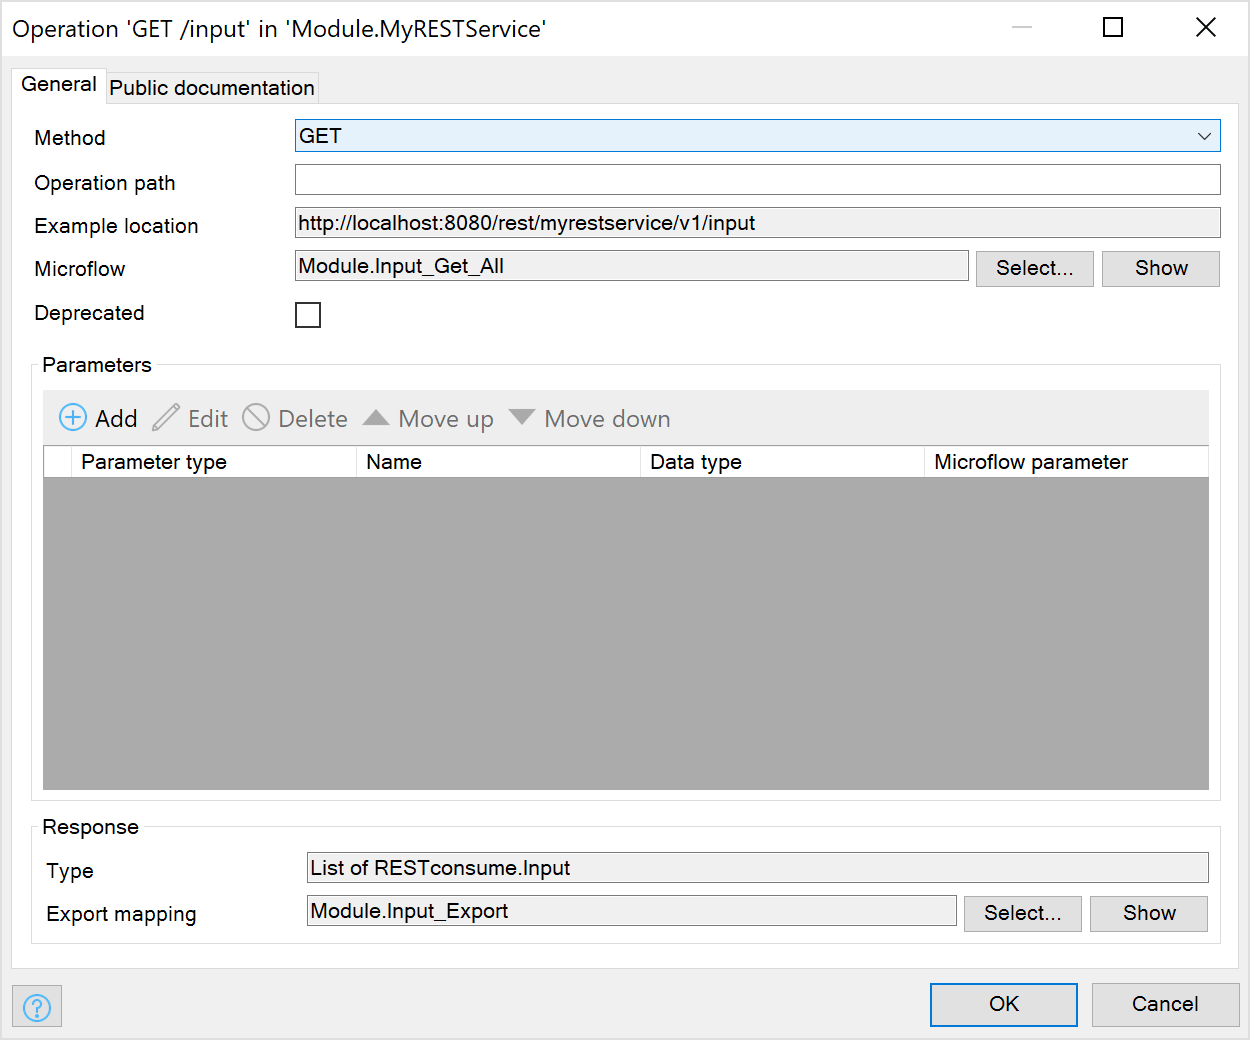 Operation 'GET /input' in 'Module.MyRESTService'
General Public documentation
Method GET
Operation path
Example location http://localhost:8080/rest/myrestservice/v1/input
Microflow Module.Input_Get_All Select... Show
Deprecated
Parameters
Add Edit Delete Move up Move down
Parameter type Name Data type Microflow parameter
Response
Type List of RESTconsume.Input
Export mapping Module.Input_Export Select... Show
? OK Cancel